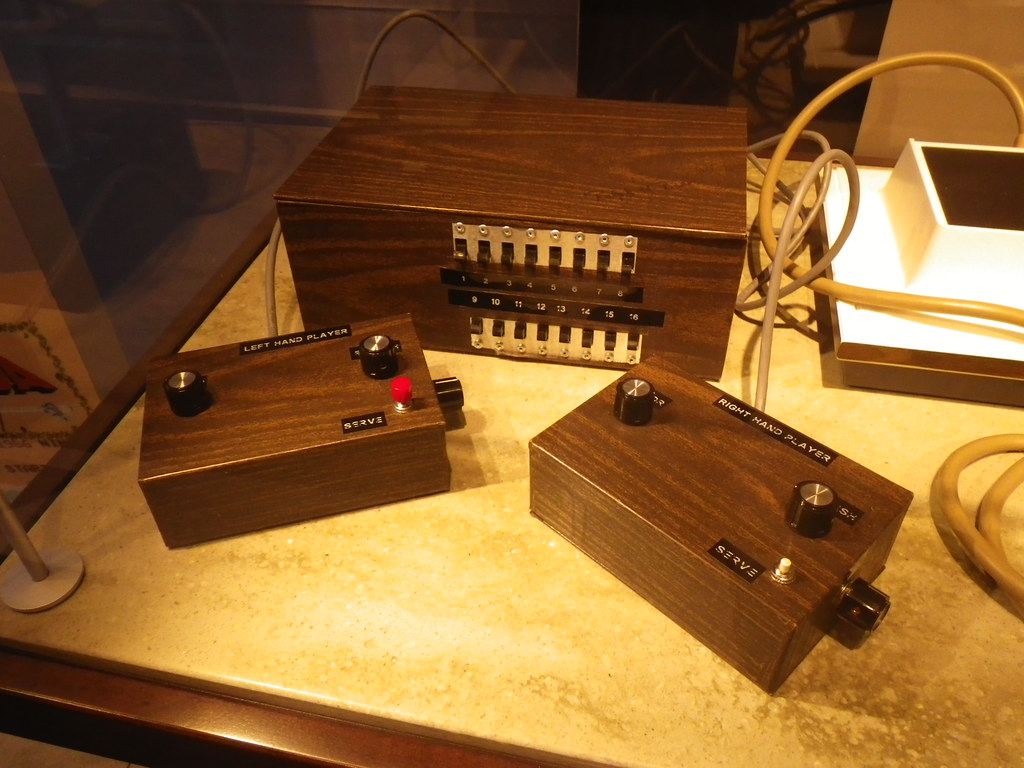 1 2 3 4 5 6 7 8
9 10 11 12 13 14 15 16
LEFT HAND PLAYER
SERVE
RIGHT HAND PLAYER
SERVE